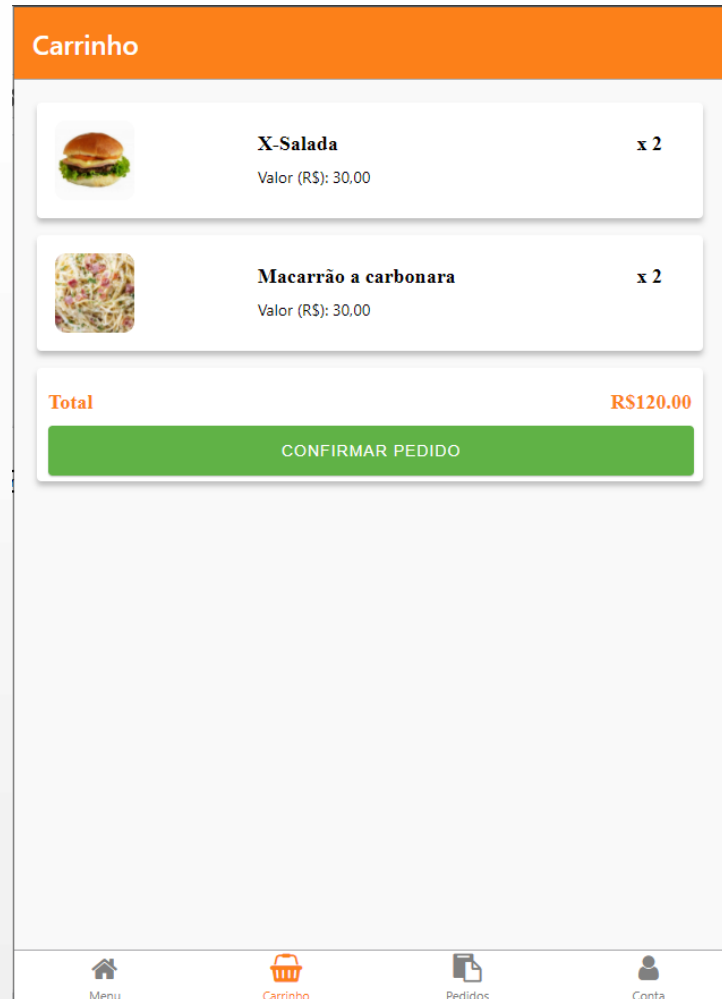 Carrinho
X-Salada x 2
Valor (R$): 30,00
Macarrão a carbonara x 2
Valor (R$): 30,00
Total R$120.00
CONFIRMAR PEDIDO
Menu Carrinho Pedidos Conta